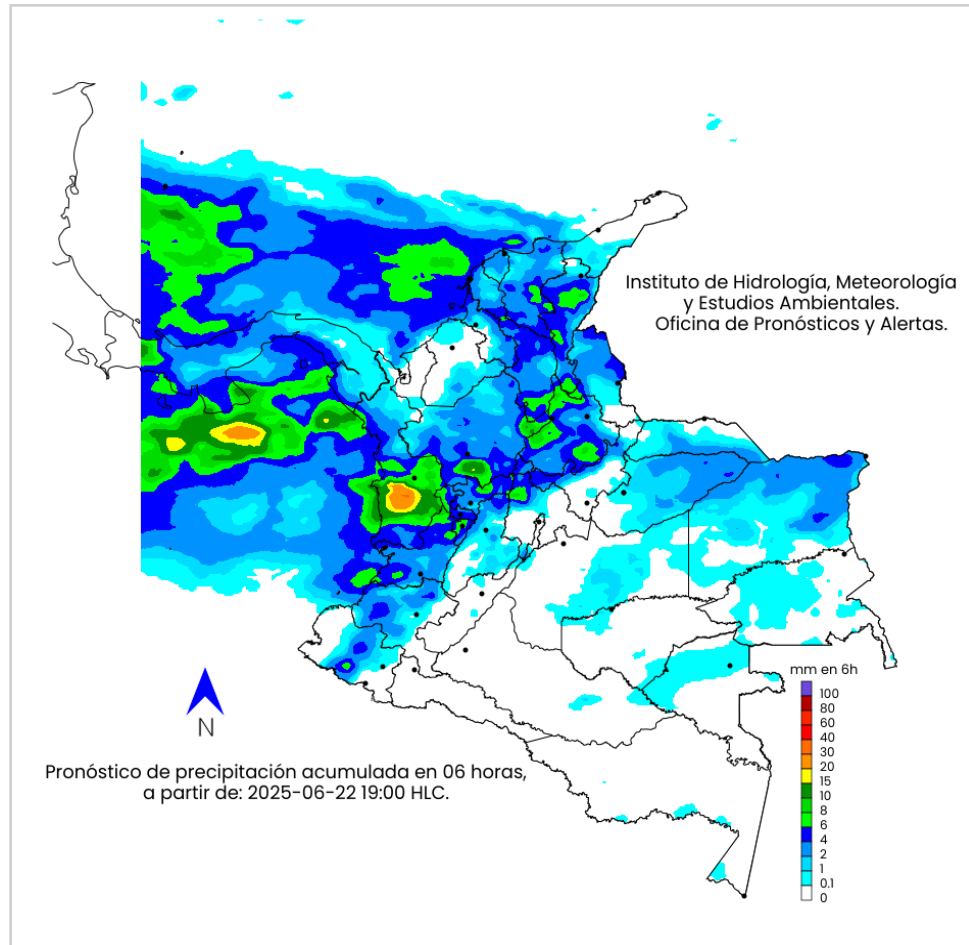 Instituto de Hidrología, Meteorología
y Estudios Ambientales.
Oficina de Pronósticos y Alertas.
mm en 6h
100
80
60
40
30
20
15
10
8
6
4
2
1
0.1
0
N
Pronóstico de precipitación acumulada en 06 horas,
a partir de: 2025-06-22 19:00 HLC.